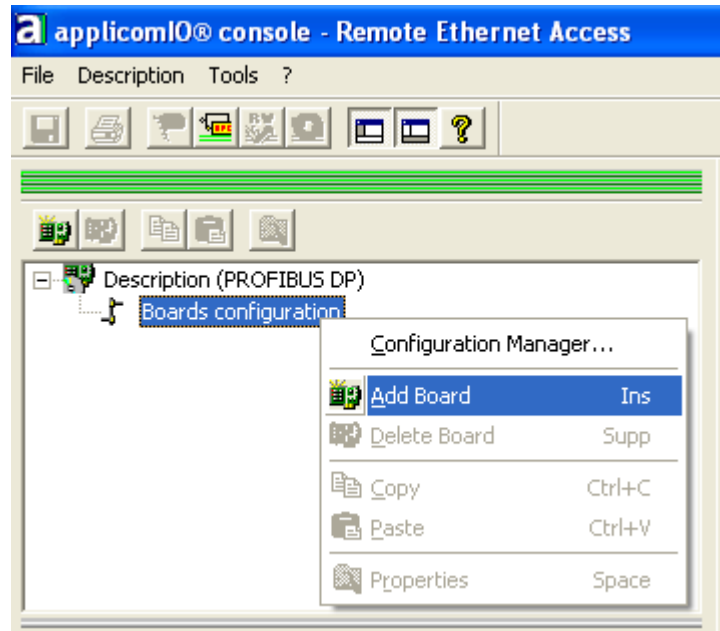 a applicomIO® console - Remote Ethernet Access
File Description Tools ?
Description (PROFIBUS DP)
Boards configuration
Configuration Manager...
Add Board Ins
Delete Board Supp
Copy Ctrl+C
Paste Ctrl+V
Properties Space